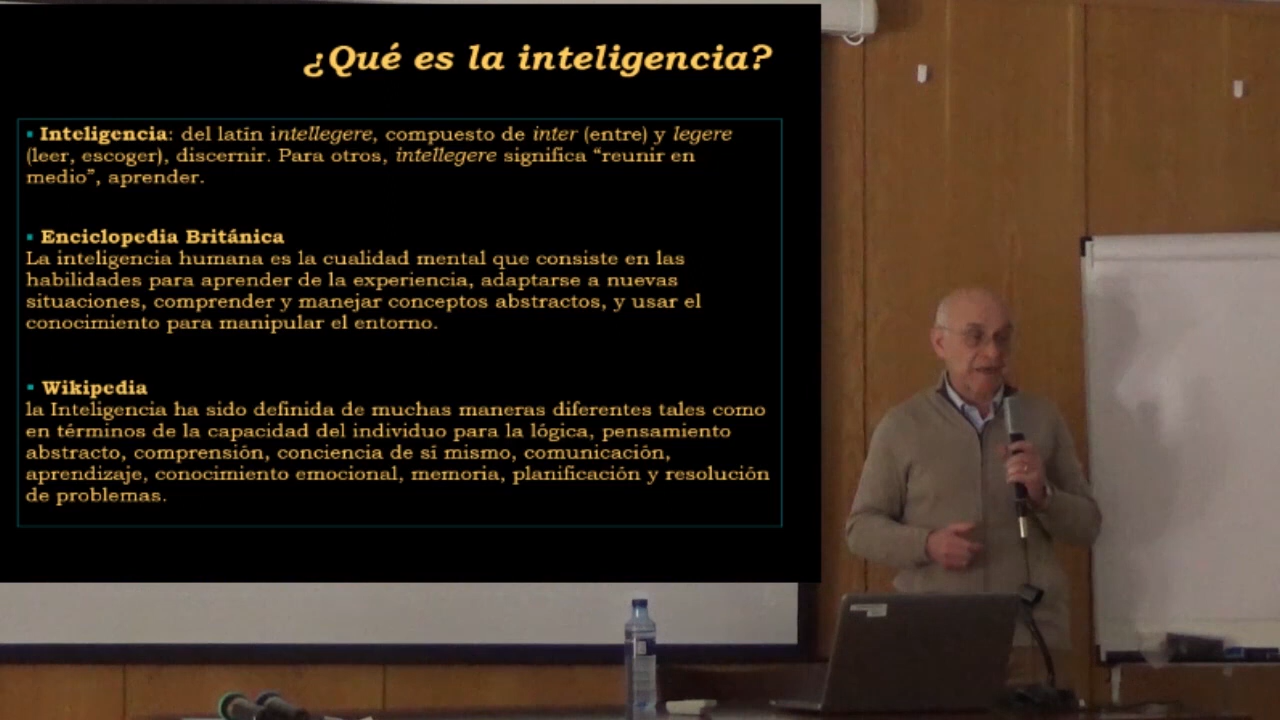 ¿Qué es la inteligencia?
▪ Inteligencia: del latín intellegere, compuesto de inter (entre) y legere
(leer, escoger), discernir. Para otros, intellegere significa “reunir en
medio”, aprender.
▪ Enciclopedia Británica
La inteligencia humana es la cualidad mental que consiste en las
habilidades para aprender de la experiencia, adaptarse a nuevas
situaciones, comprender y manejar conceptos abstractos, y usar el
conocimiento para manipular el entorno.
▪ Wikipedia
la Inteligencia ha sido definida de muchas maneras diferentes tales como
en términos de la capacidad del individuo para la lógica, pensamiento
abstracto, comprensión, conciencia de sí mismo, comunicación,
aprendizaje, conocimiento emocional, memoria, planificación y resolución
de problemas.